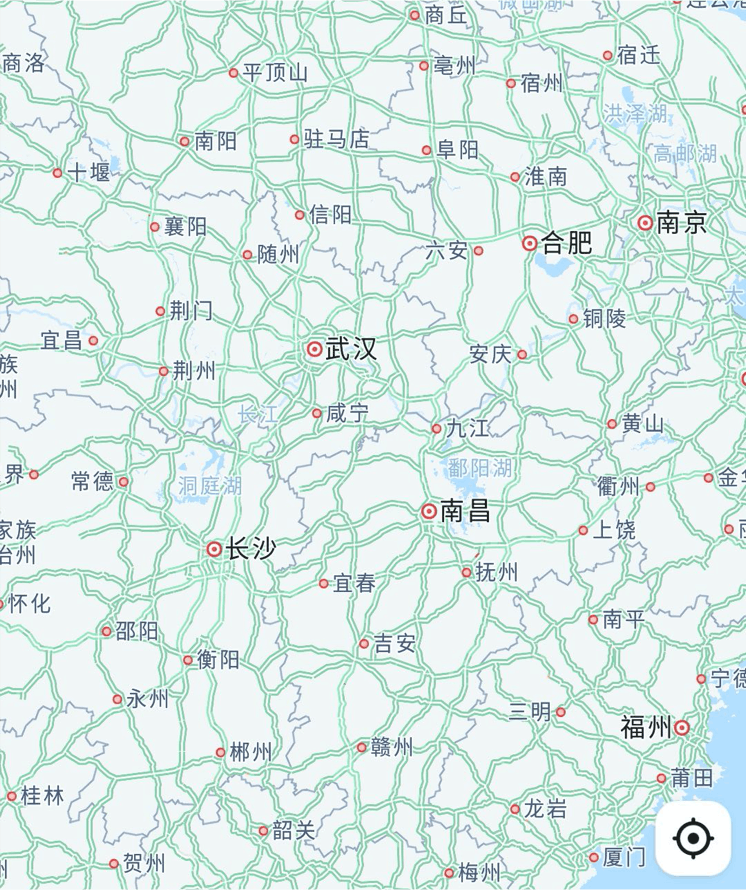 商丘
商洛
亳州
宿迁
平顶山
宿州
洪泽湖
南阳
驻马店
阜阳
高邮湖
十堰
淮南
信阳
南京
襄阳
合肥
六安
随州
荆门
铜陵
宜昌
武汉
安庆
族
荆州
州
长江
咸宁
九江
黄山
鄱阳湖
界
常德
洞庭湖
衢州
金华
南昌
家族
上饶
治州
长沙
抚州
宜春
怀化
南平
邵阳
吉安
衡阳
宁德
永州
三明
福州
赣州
郴州
莆田
桂林
龙岩
韶关
厦门
贺州
梅州